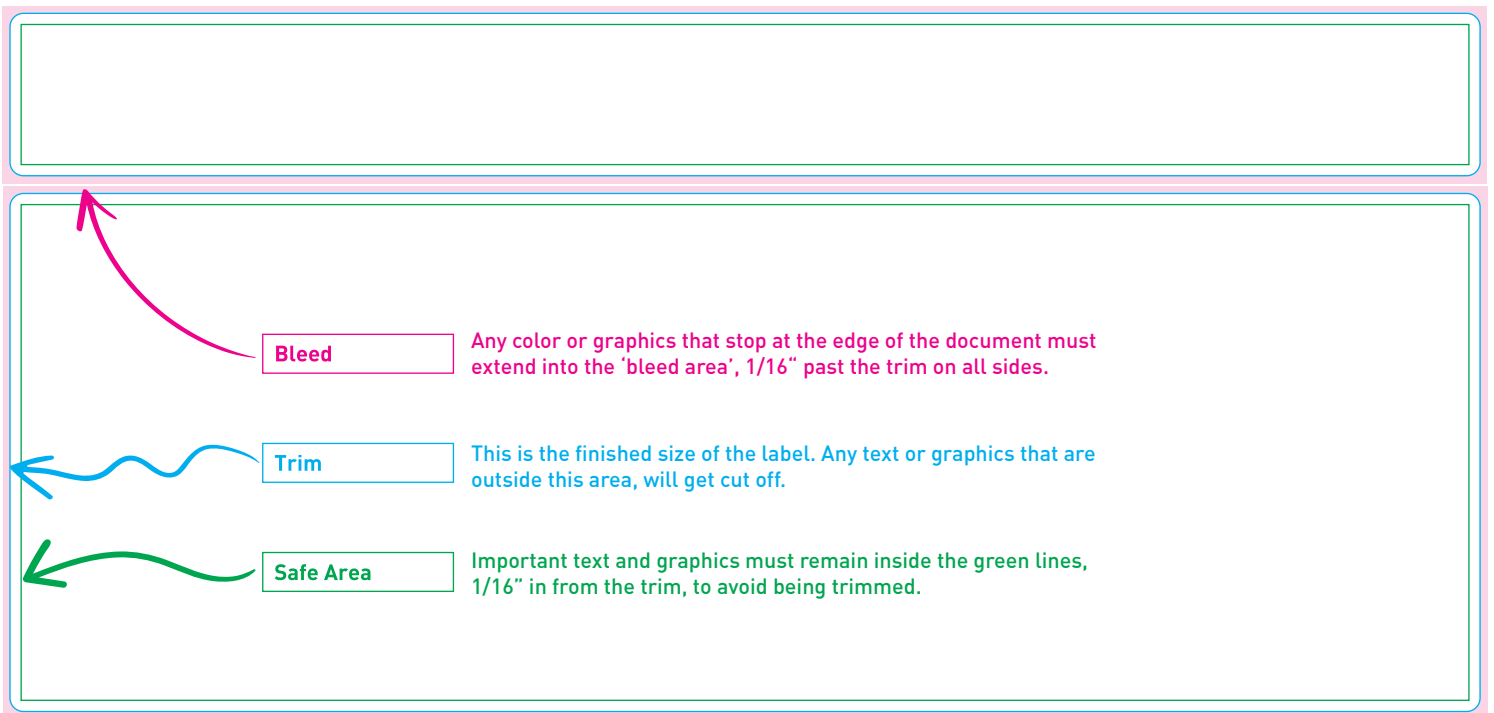 Bleed
Any color or graphics that stop at the edge of the document must
extend into the ‘bleed area’, 1/16“ past the trim on all sides.
Trim
This is the finished size of the label. Any text or graphics that are
outside this area, will get cut off.
Safe Area
Important text and graphics must remain inside the green lines,
1/16” in from the trim, to avoid being trimmed.